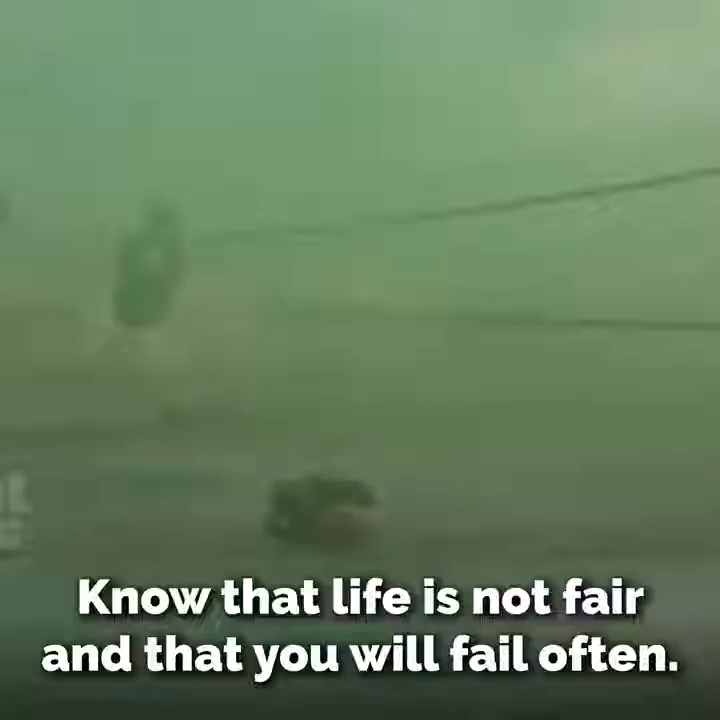 Know that life is not fair
and that you will fail often.